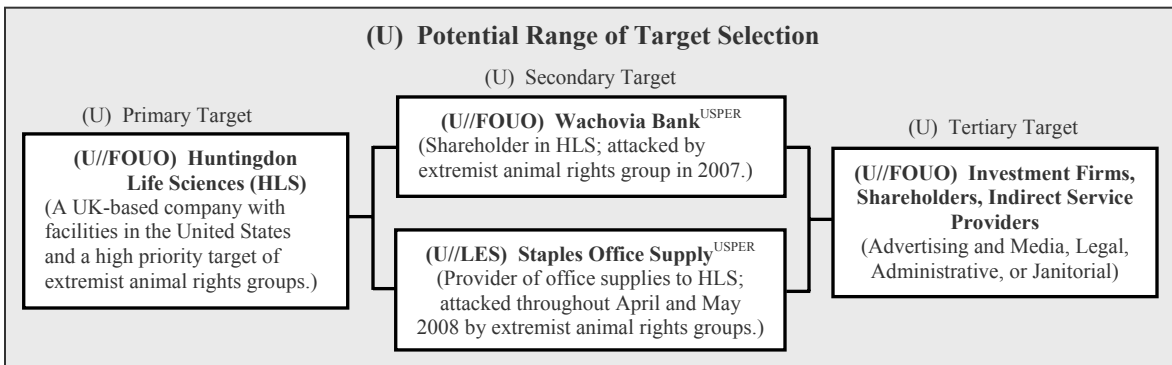 (U) Potential Range of Target Selection
(U) Secondary Target
(U) Primary Target
(U) Tertiary Target
(U//FOUO) Huntingdon
Life Sciences (HLS)
(A UK-based company with
facilities in the United States
and a high priority target of
extremist animal rights groups.)
(U//FOUO) Wachovia Bank USPER
(Shareholder in HLS; attacked by
extremist animal rights group in 2007.)
(U//LES) Staples Office Supply USPER
(Provider of office supplies to HLS;
attacked throughout April and May
2008 by extremist animal rights groups.)
(U//FOUO) Investment Firms,
Shareholders, Indirect Service
Providers
(Advertising and Media, Legal,
Administrative, or Janitorial)